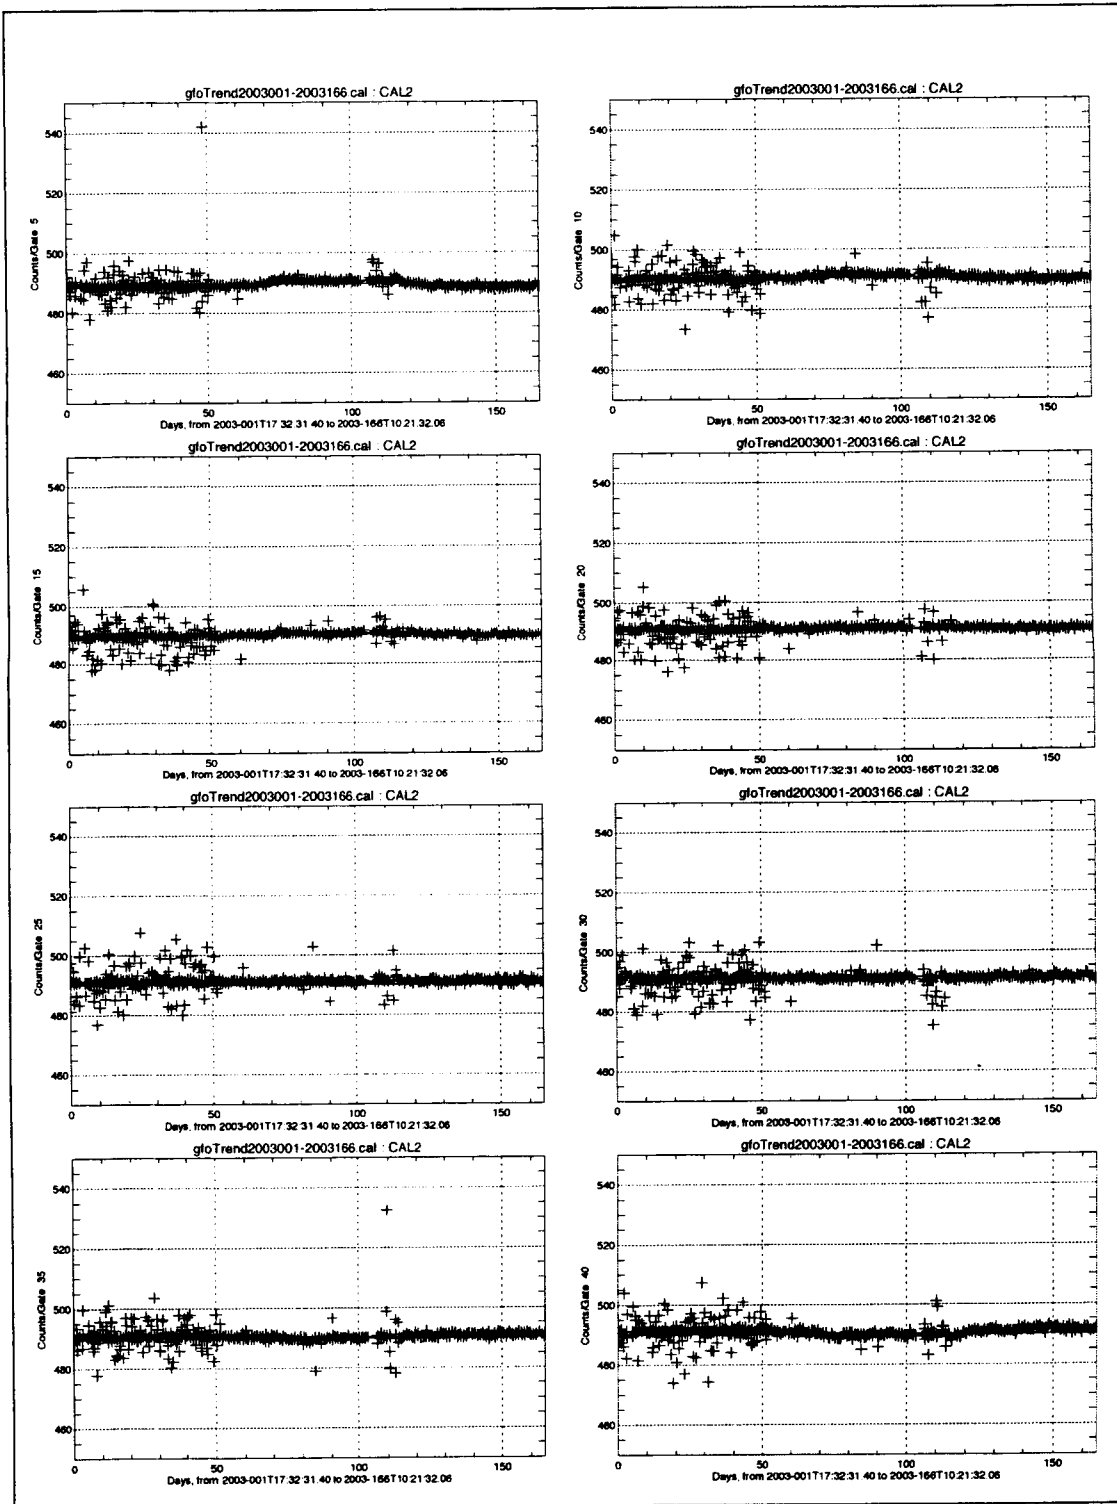 gfoTrend2003001-2003166.cal : CAL2
540
520
500
480
460
Counts/Gate 5
0 50 100 150
Days, from 2003-001T17:32:31.40 to 2003-166T10:21:32.06
gfoTrend2003001-2003166.cal : CAL2
540
520
500
480
460
Counts/Gate 10
0 50 100 150
Days, from 2003-001T17:32:31.40 to 2003-166T10:21:32.06
gfoTrend2003001-2003166.cal : CAL2
540
520
500
480
460
Counts/Gate 15
0 50 100 150
Days, from 2003-001T17:32:31.40 to 2003-166T10:21:32.06
gfoTrend2003001-2003166.cal : CAL2
540
520
500
480
460
Counts/Gate 20
0 50 100 150
Days, from 2003-001T17:32:31.40 to 2003-166T10:21:32.06
gfoTrend2003001-2003166.cal : CAL2
540
520
500
480
460
Counts/Gate 25
0 50 100 150
Days, from 2003-001T17:32:31.40 to 2003-166T10:21:32.06
gfoTrend2003001-2003166.cal : CAL2
540
520
500
480
460
Counts/Gate 30
0 50 100 150
Days, from 2003-001T17:32:31.40 to 2003-166T10:21:32.06
gfoTrend2003001-2003166.cal : CAL2
540
520
500
480
460
Counts/Gate 35
0 50 100 150
Days, from 2003-001T17:32:31.40 to 2003-166T10:21:32.06
gfoTrend2003001-2003166.cal : CAL2
540
520
500
480
460
Counts/Gate 40
0 50 100 150
Days, from 2003-001T17:32:31.40 to 2003-166T10:21:32.06